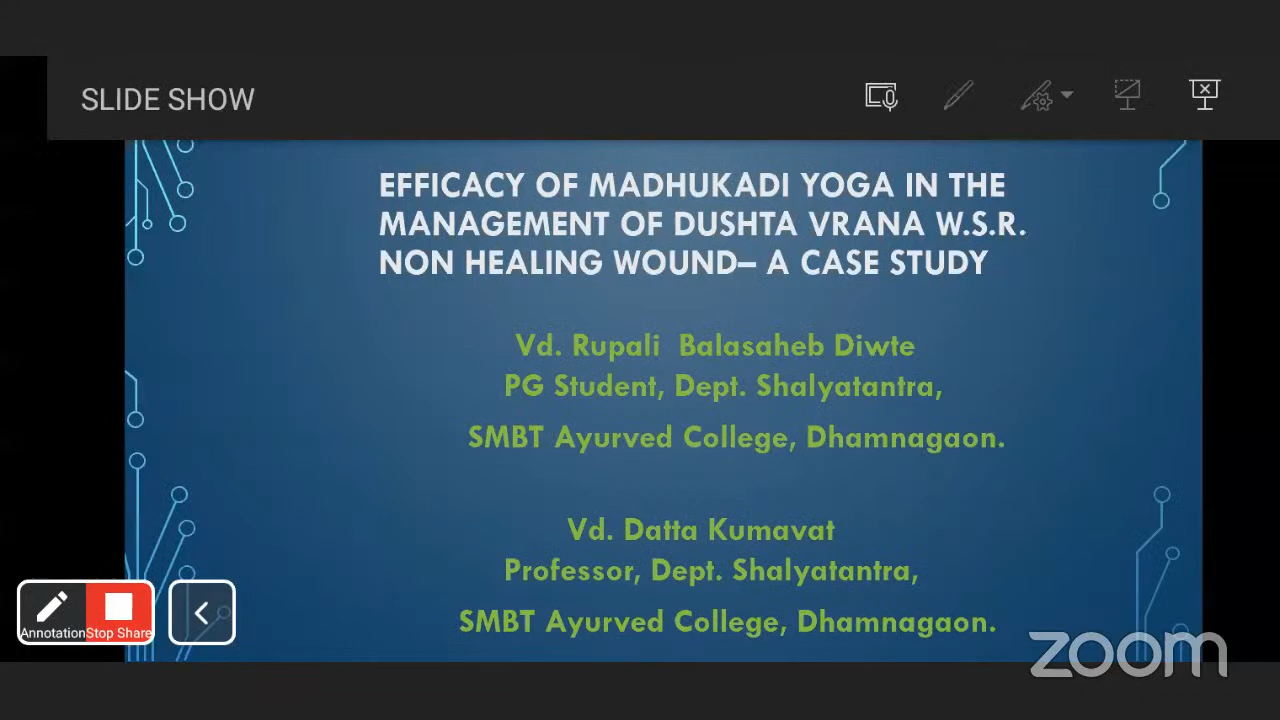 SLIDE SHOW
EFFICACY OF MADHUKADI YOGA IN THE
MANAGEMENT OF DUSHTA VRANA W.S.R.
NON HEALING WOUND– A CASE STUDY
Vd. Rupali Balasaheb Diwte
PG Student, Dept. Shalyatantra,
SMBT Ayurved College, Dhamnagaon.
Vd. Datta Kumavat
Professor, Dept. Shalyatantra,
SMBT Ayurved College, Dhamnagaon.
Annotation Stop Share
zoom